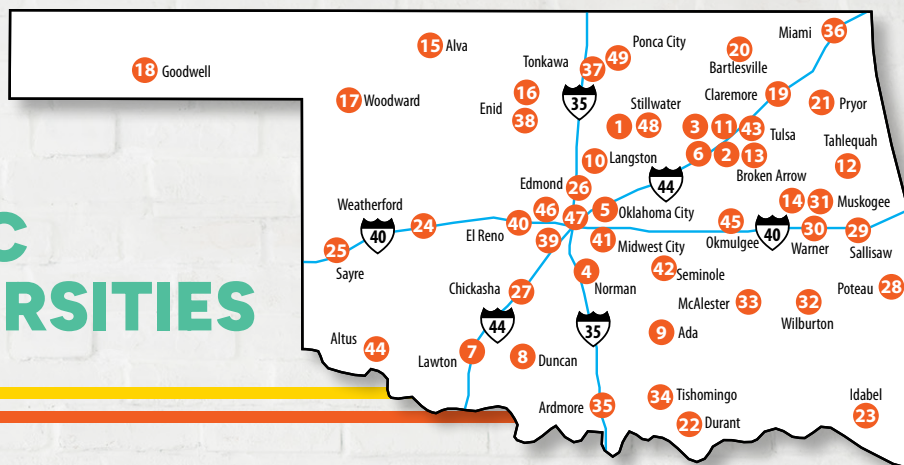 Miami 36
15 Alva
Ponca City
49
20
Bartlesville
18 Goodwell
Tonkawa 37
17 Woodward
16
Enid
38
35
Stillwater
1 48
Claremore 19
21 Pryor
3 11 43 Tulsa
6 2 13
Broken Arrow
Tahlequah
12
10 Langston
44
Edmond
26
Weatherford
40
24
El Reno 40
46
47
5 Oklahoma City
39
41
Midwest City
45
Okmulgee
40
14 31 Muskogee
30
Warner
29
Sallisaw
25
Sayre
C
RSITIES
42 Seminole
4
Norman
Chickasha 27
44
35
McAlester 33
32
Wilburton
Poteau 28
9 Ada
Altus
44
Lawton 7
8 Duncan
Ardmore 35
34 Tishomingo
22 Durant
Idabel
23